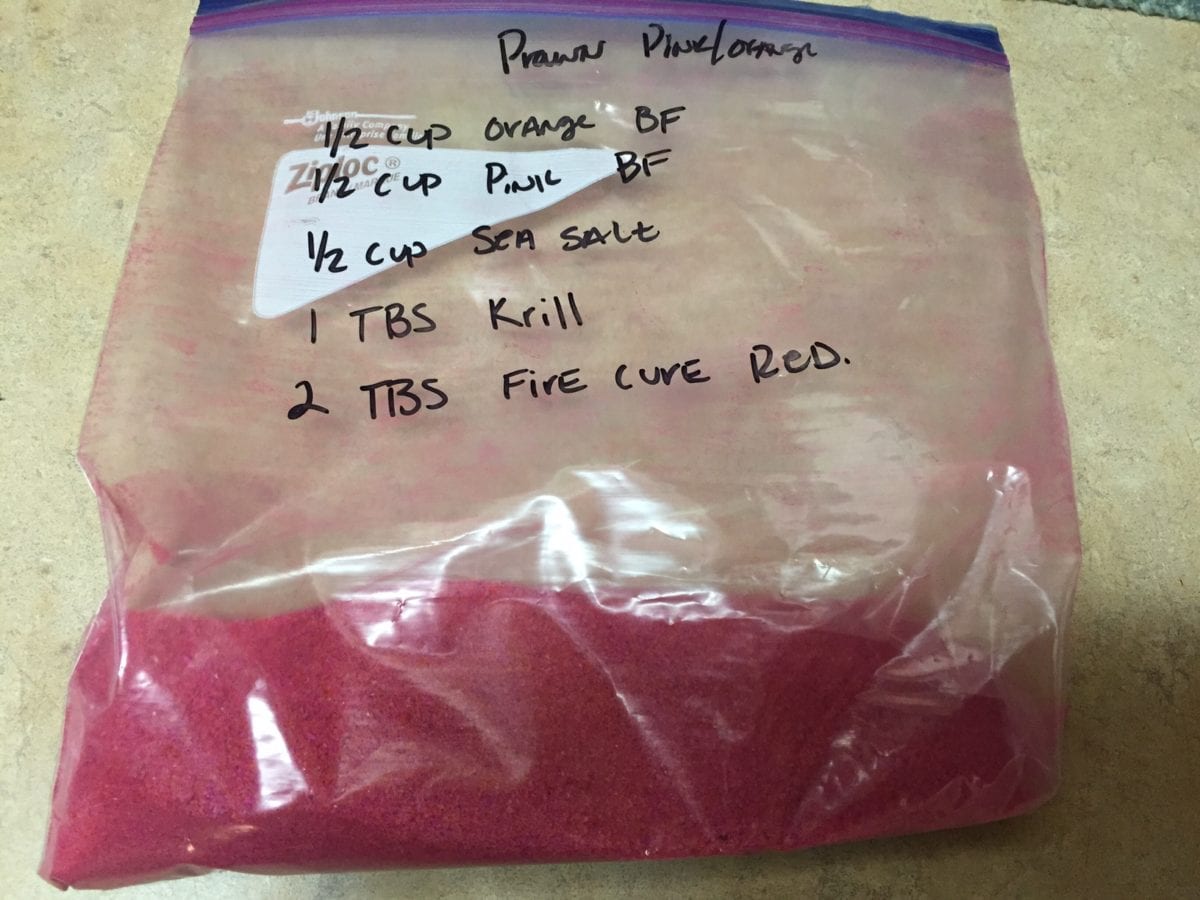 Prawn Pink/orange
1/2 cup orange BF
Ziploc®
1/2 cup Pink BF
1/2 cup Sea Salt
1 TBS Krill
2 TBS Fire Cure Red.